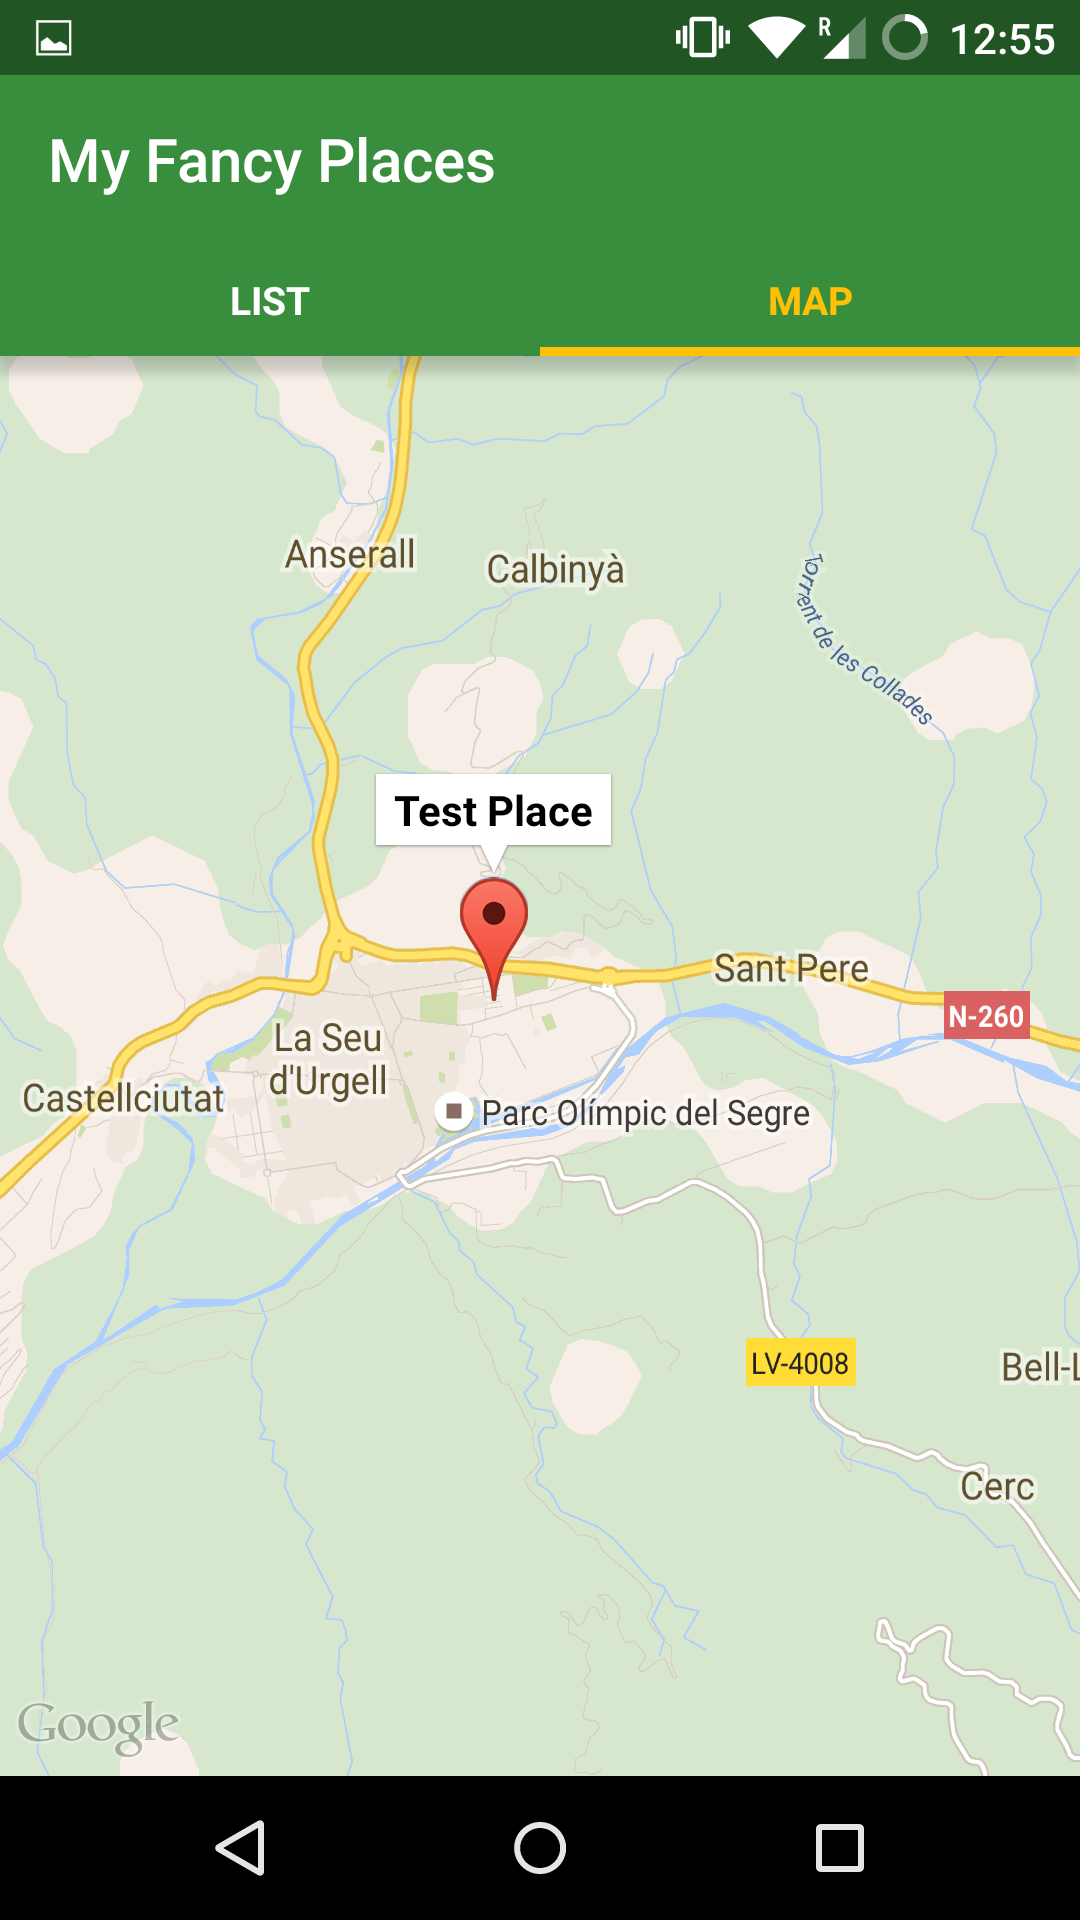 R
12:55
My Fancy Places
LIST
MAP
Anserall
Calbinyà
Torrent de les Collades
Test Place
Sant Pere
N-260
La Seu
d'Urgell
Castellciutat
Parc Olímpic del Segre
LV-4008
Bell-L
Cerc
Google